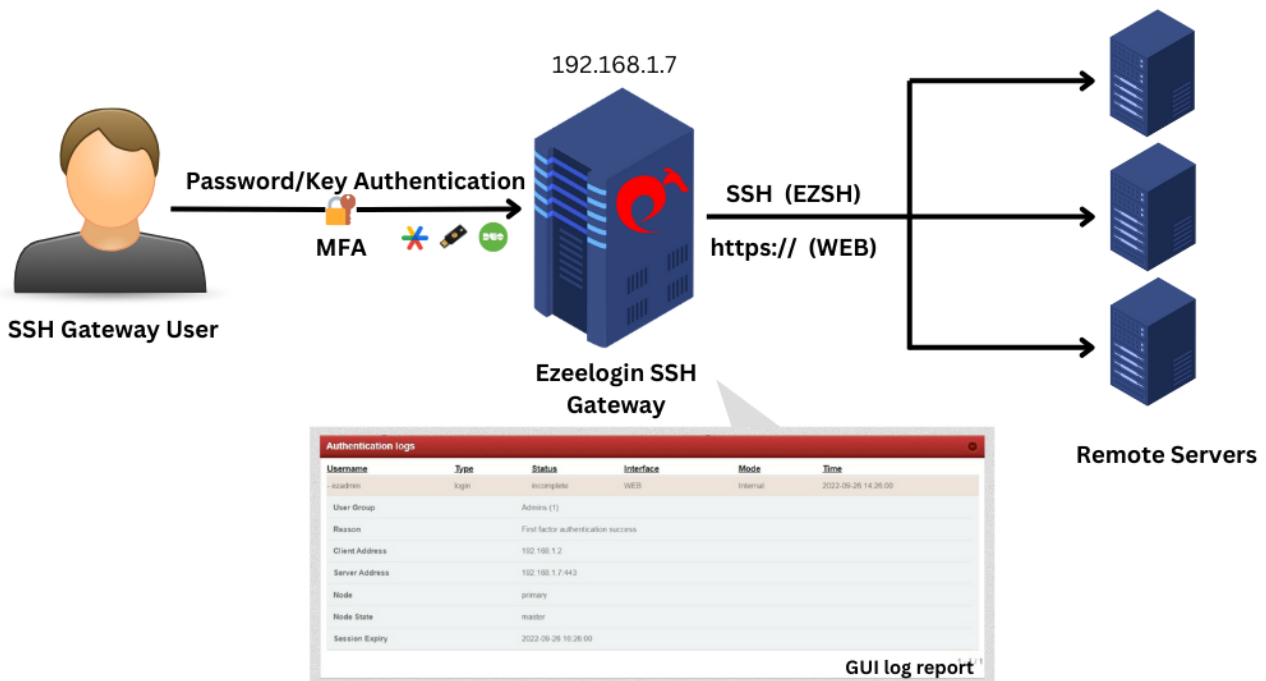 192.168.1.7
Password/Key Authentication
MFA
DUO
SSH (EZSH)
https:// (WEB)
SSH Gateway User
Ezeelogin SSH
Gateway
Remote Servers
Authentication logs
Username Type Status Interface Mode Time
- ezadmin login incomplete WEB Internal 2022-09-26 14:26:00
User Group Admins (1)
Reason First factor authentication success
Client Address 192.168.1.2
Server Address 192.168.1.7:443
Node primary
Node State master
Session Expiry 2022-09-26 16:26:00
GUI log report